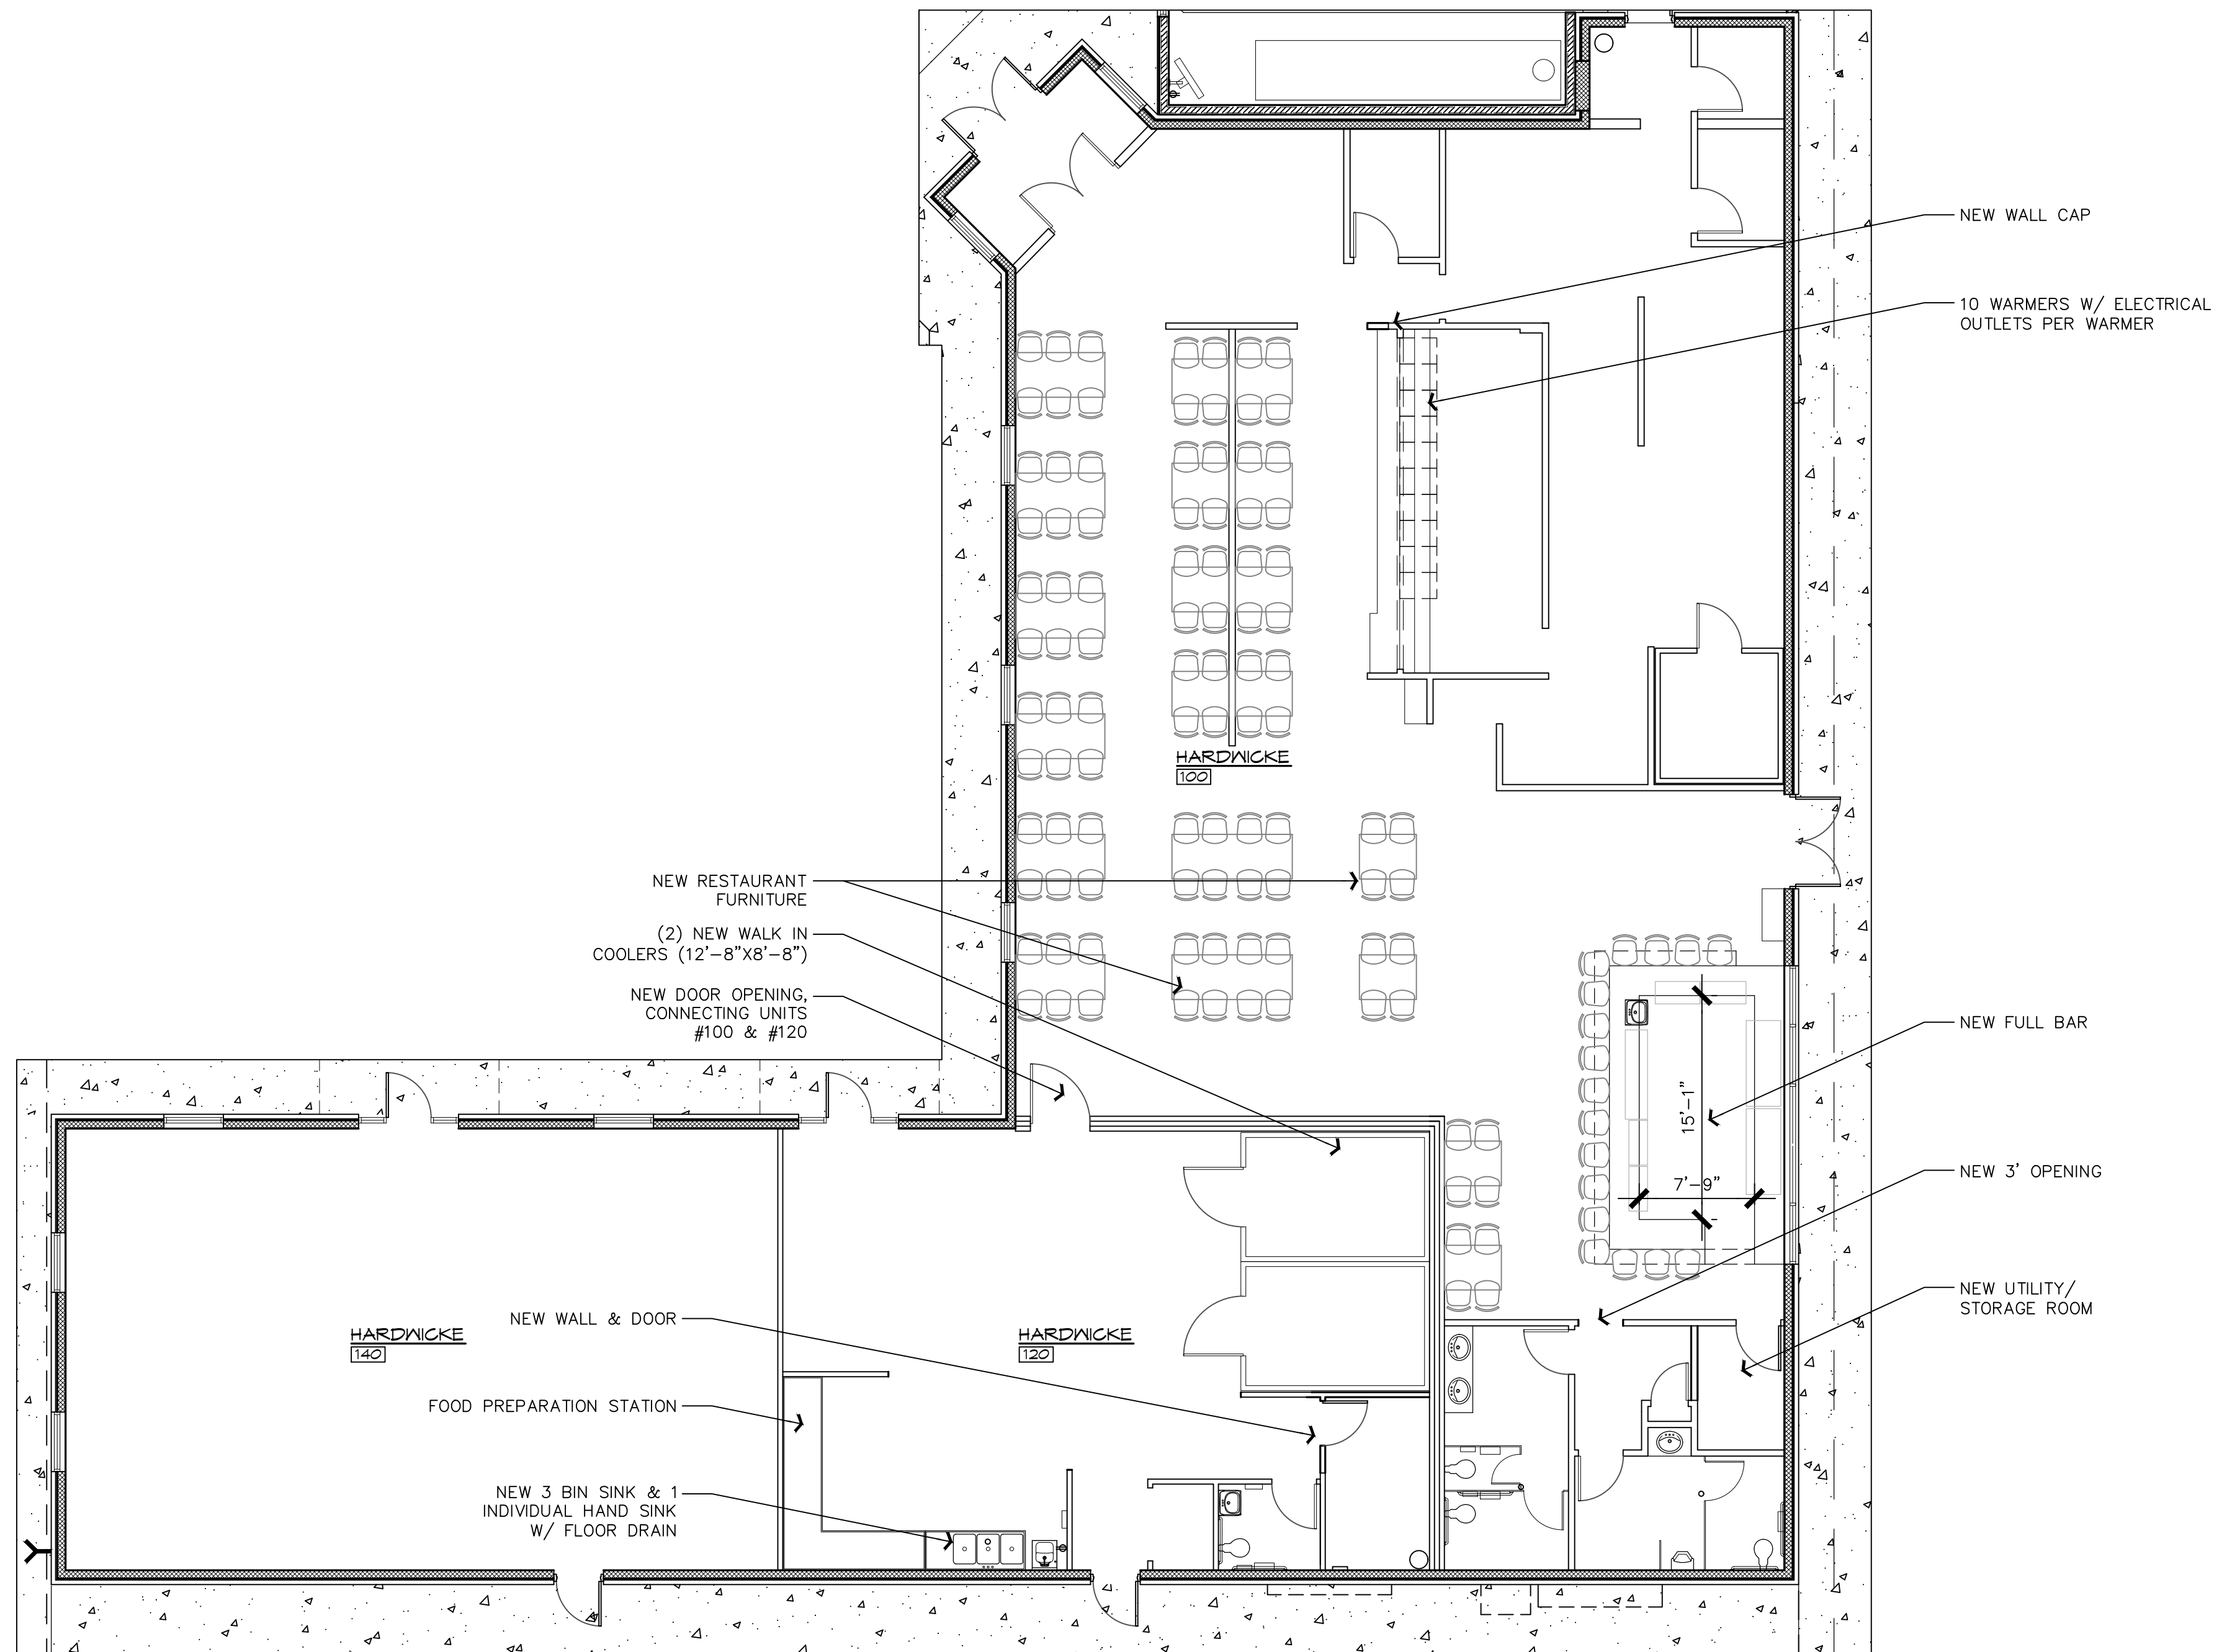 NEW WALL CAP
10 WARMERS W/ ELECTRICAL
OUTLETS PER WARMER
HARDWICKE
100
NEW RESTAURANT
FURNITURE
(2) NEW WALK IN
COOLERS (12'-8"X8'-8")
NEW DOOR OPENING,
CONNECTING UNITS
#100 & #120
NEW FULL BAR
15'-1"
7'-9"
NEW 3' OPENING
NEW UTILITY/
STORAGE ROOM
NEW WALL & DOOR
HARDWICKE
140
HARDWICKE
120
FOOD PREPARATION STATION
NEW 3 BIN SINK & 1
INDIVIDUAL HAND SINK
W/ FLOOR DRAIN